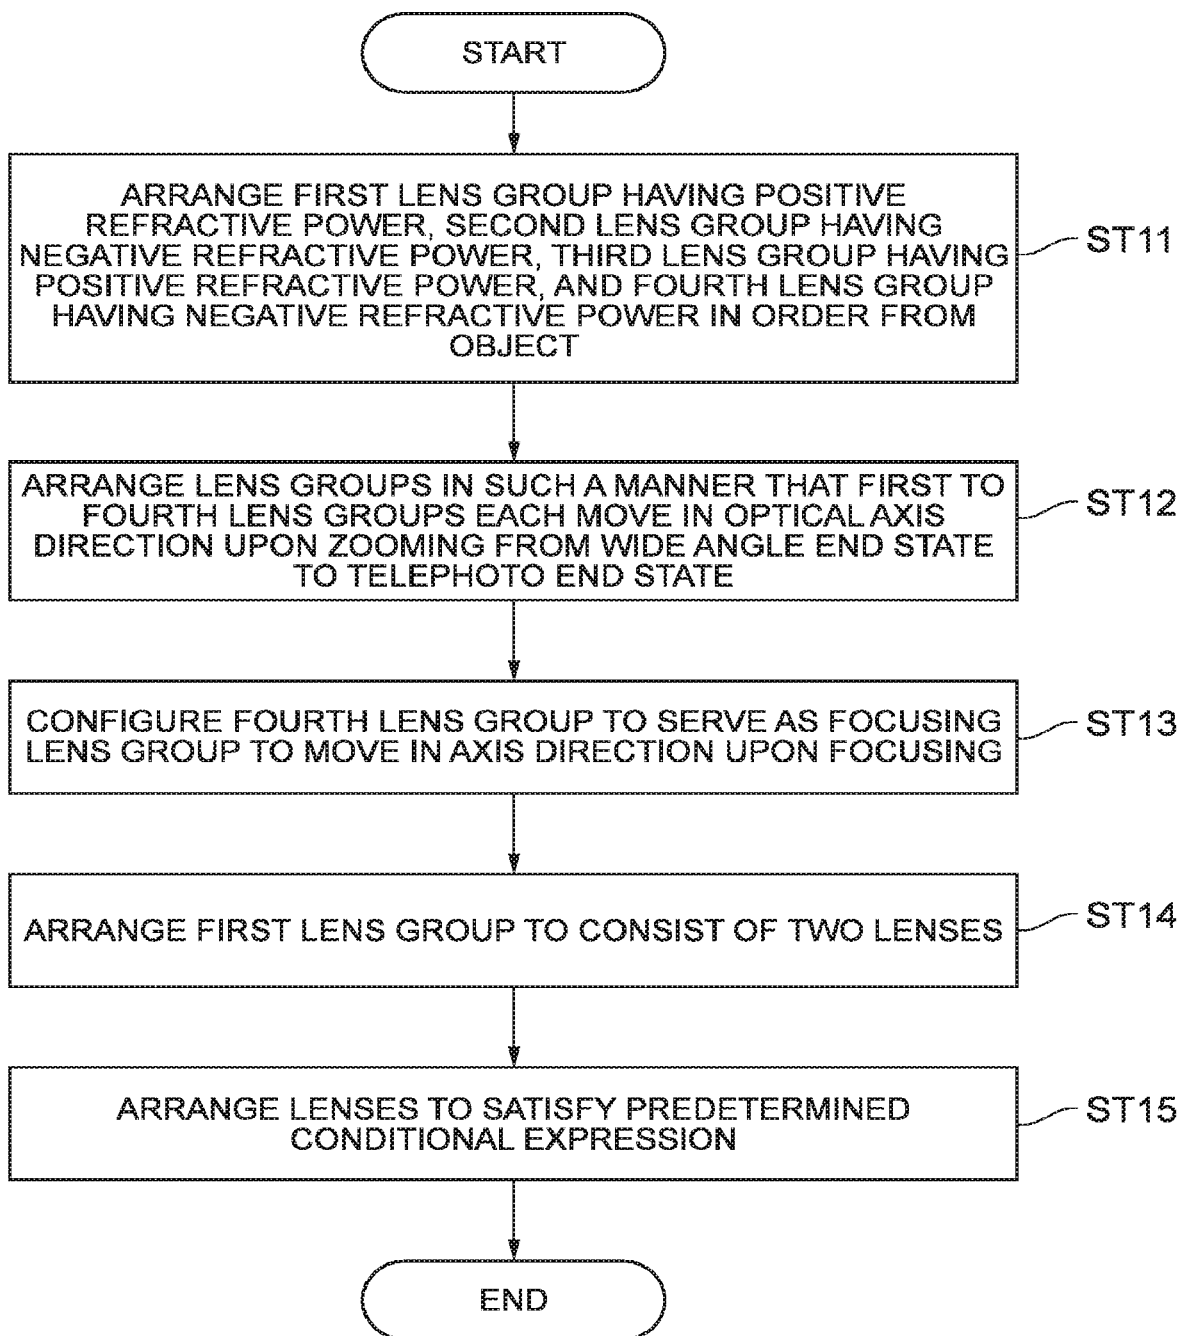 START
ARRANGE FIRST LENS GROUP HAVING POSITIVE
REFRACTIVE POWER, SECOND LENS GROUP HAVING
NEGATIVE REFRACTIVE POWER, THIRD LENS GROUP HAVING
POSITIVE REFRACTIVE POWER, AND FOURTH LENS GROUP
HAVING NEGATIVE REFRACTIVE POWER IN ORDER FROM
OBJECT
ST11
ARRANGE LENS GROUPS IN SUCH A MANNER THAT FIRST TO
FOURTH LENS GROUPS EACH MOVE IN OPTICAL AXIS
DIRECTION UPON ZOOMING FROM WIDE ANGLE END STATE
TO TELEPHOTO END STATE
ST12
CONFIGURE FOURTH LENS GROUP TO SERVE AS FOCUSING
LENS GROUP TO MOVE IN AXIS DIRECTION UPON FOCUSING
ST13
ARRANGE FIRST LENS GROUP TO CONSIST OF TWO LENSES
ST14
ARRANGE LENSES TO SATISFY PREDETERMINED
CONDITIONAL EXPRESSION
ST15
END